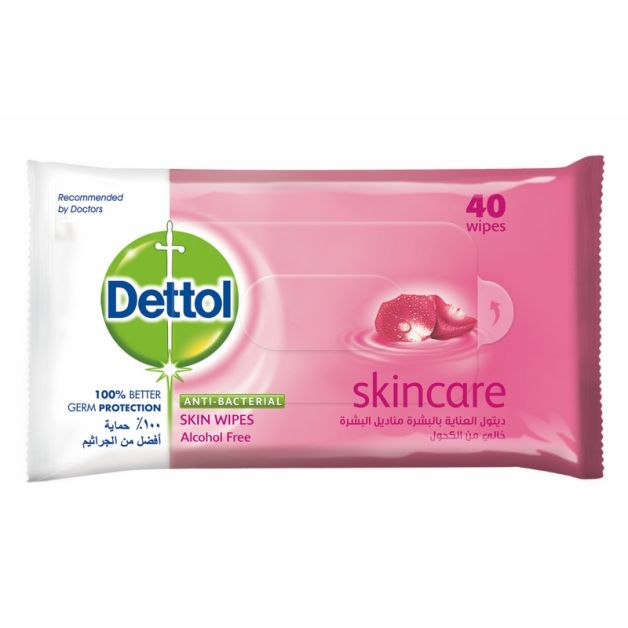 Recommended
by Doctors
40
wipes
Dettol
100% BETTER
GERM PROTECTION
١٠٠٪ حماية
أفضل من الجراثيم
ANTI-BACTERIAL
SKIN WIPES
Alcohol Free
skincare
ديتول العناية بالبشرة مناديل البشرة
خالي من الكحول